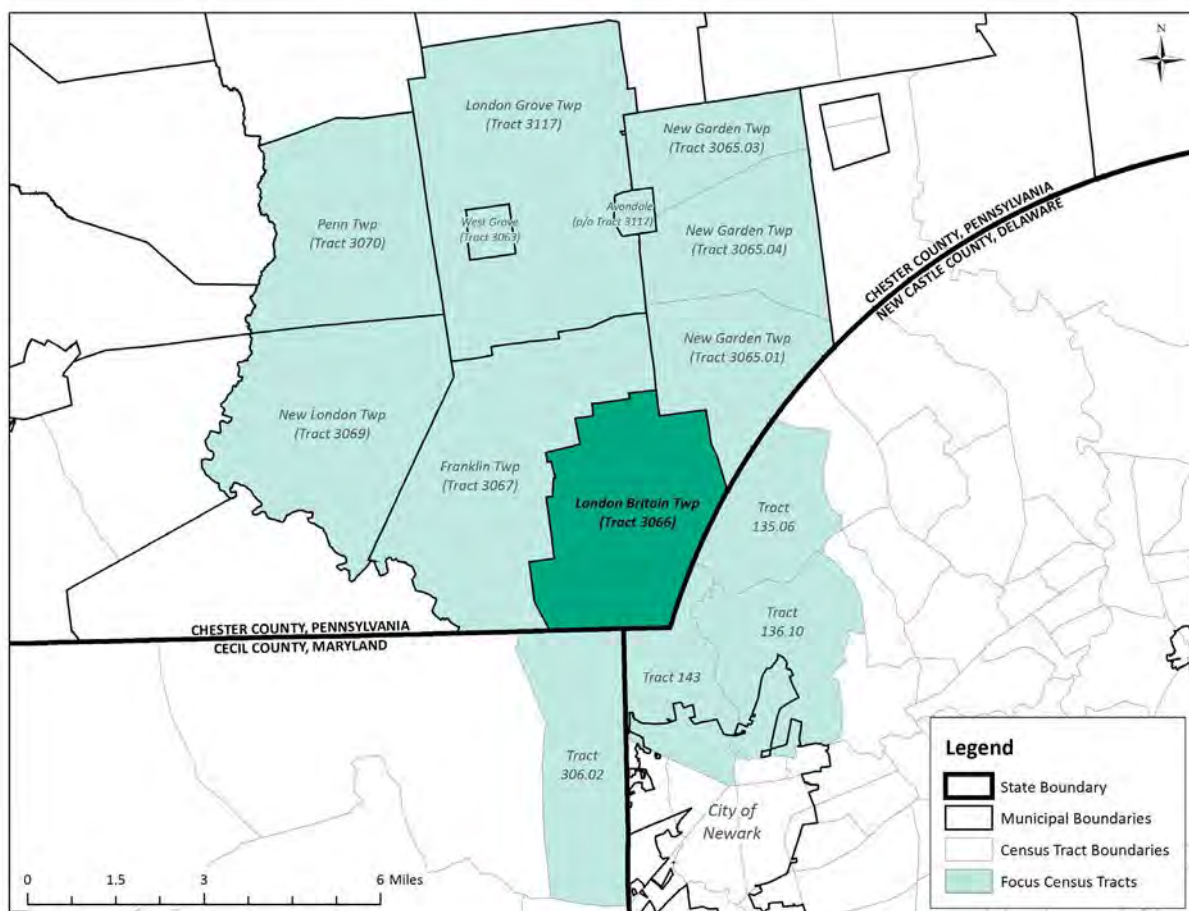 N
London Grove Twp
(Tract 3117)
New Garden Twp
(Tract 3065.03)
Penn Twp
(Tract 3070)
West Grove
(Tract 3063)
Avondale
(p/o Tract 3117)
New Garden Twp
(Tract 3065.04)
CHESTER COUNTY, PENNSYLVANIA
NEW CASTLE COUNTY, DELAWARE
New Garden Twp
(Tract 3065.01)
New London Twp
(Tract 3069)
Franklin Twp
(Tract 3067)
London Britain Twp
(Tract 3066)
Tract
135.06
Tract
136.10
CHESTER COUNTY, PENNSYLVANIA
CECIL COUNTY, MARYLAND
Tract 143
Tract
306.02
City of
Newark
Legend
State Boundary
Municipal Boundaries
Census Tract Boundaries
Focus Census Tracts
0 1.5 3 6 Miles